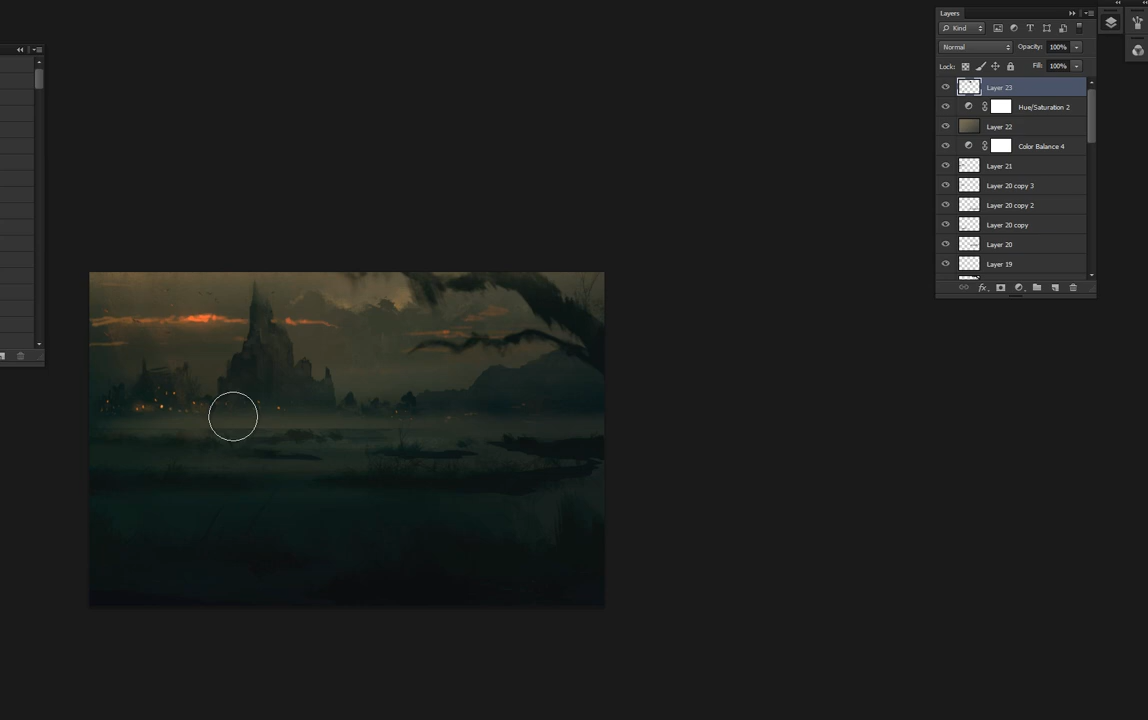 Layers
Kind
Normal Opacity: 100%
Lock: Fill: 100%
Layer 23
Hue/Saturation 2
Layer 22
Color Balance 4
Layer 21
Layer 20 copy 3
Layer 20 copy 2
Layer 20 copy
Layer 20
Layer 19
fx